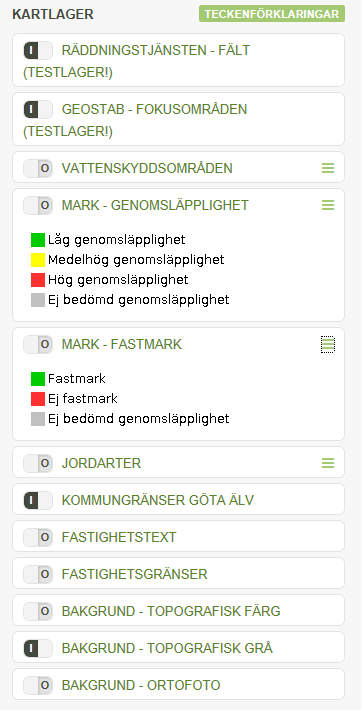 KARTLAGER TECKENFÖRKLARINGAR
I RÄDDNINGSTJÄNSTEN - FÄLT
(TESTLAGER!)
I GEOSTAB - FOKUSOMRÅDEN
(TESTLAGER!)
O VATTENSKYDDSOMRÅDEN
O MARK - GENOMSLÄPPLIGHET
Låg genomsläpplighet
Medelhög genomsläpplighet
Hög genomsläpplighet
Ej bedömd genomsläpplighet
O MARK - FASTMARK
Fastmark
Ej fastmark
Ej bedömd genomsläpplighet
O JORDARTER
I KOMMUNGRÄNSER GÖTA ÄLV
O FASTIGHETSTEXT
O FASTIGHETSGRÄNSER
O BAKGRUND - TOPOGRAFISK FÄRG
I BAKGRUND - TOPOGRAFISK GRÅ
O BAKGRUND - ORTOFOTO